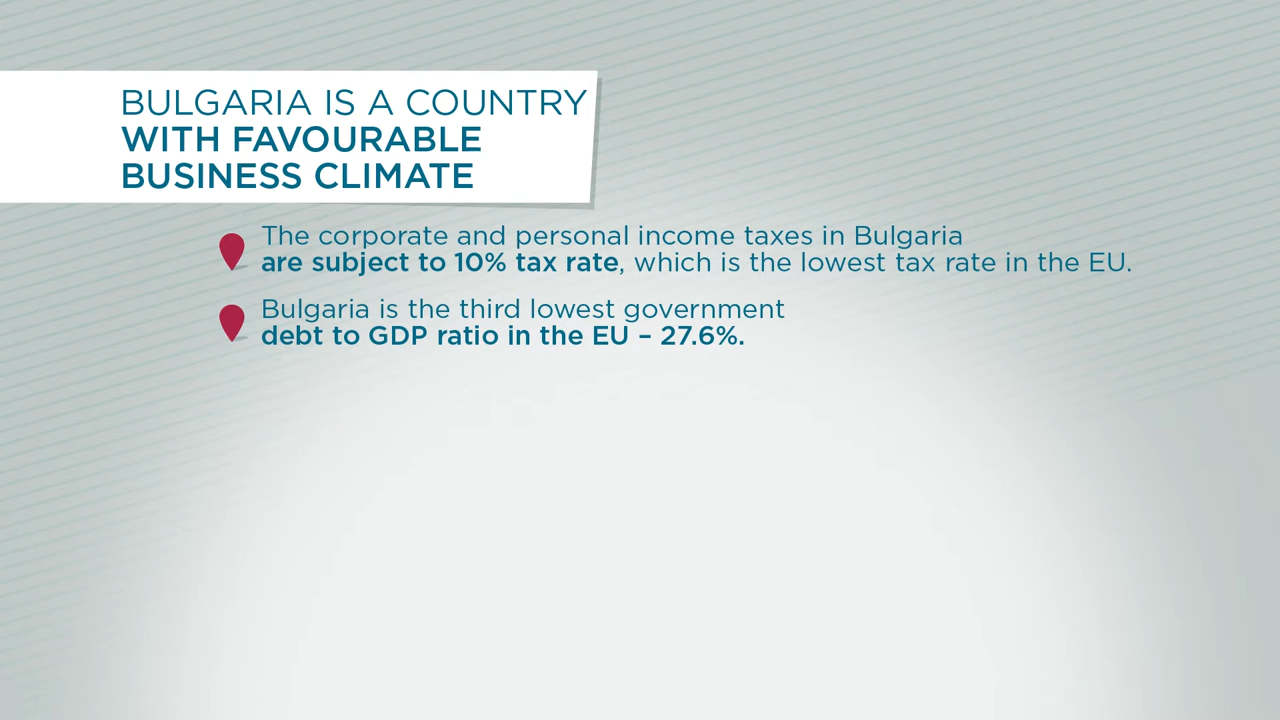 BULGARIA IS A COUNTRY
WITH FAVOURABLE
BUSINESS CLIMATE
The corporate and personal income taxes in Bulgaria
are subject to 10% tax rate, which is the lowest tax rate in the EU.
Bulgaria is the third lowest government
debt to GDP ratio in the EU – 27.6%.